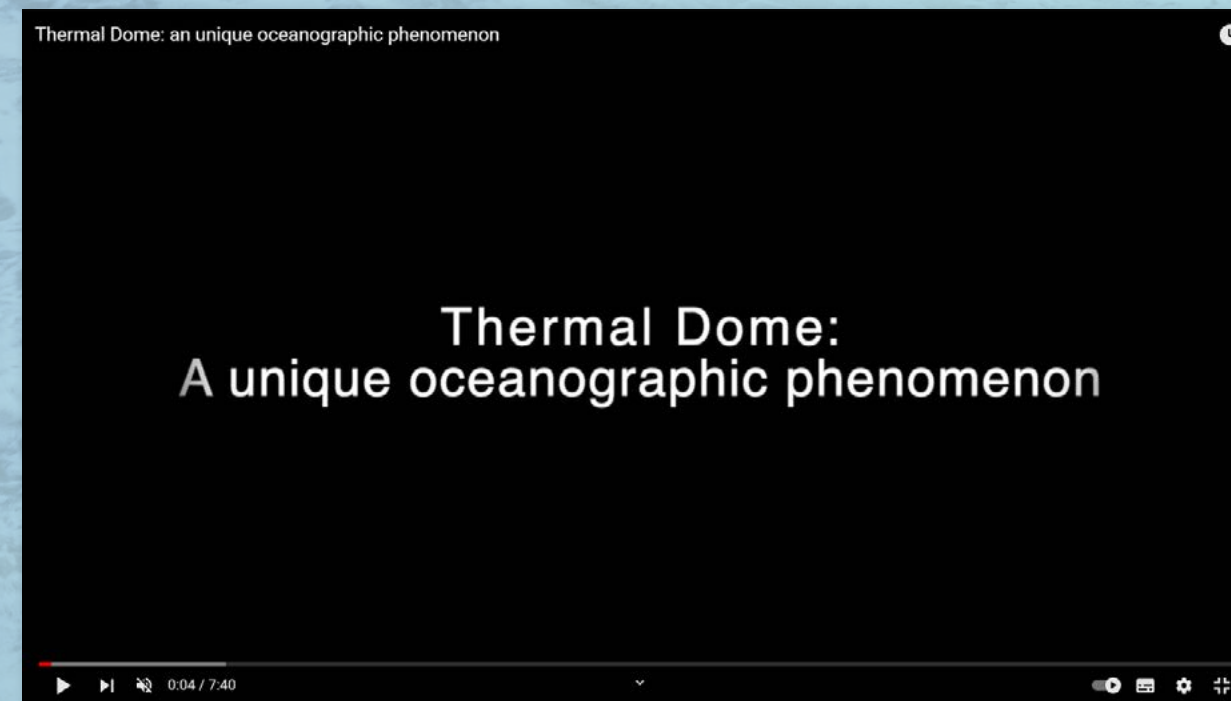 Thermal Dome: an unique oceanographic phenomenon
Thermal Dome:
A unique oceanographic phenomenon
0:04 / 7:40